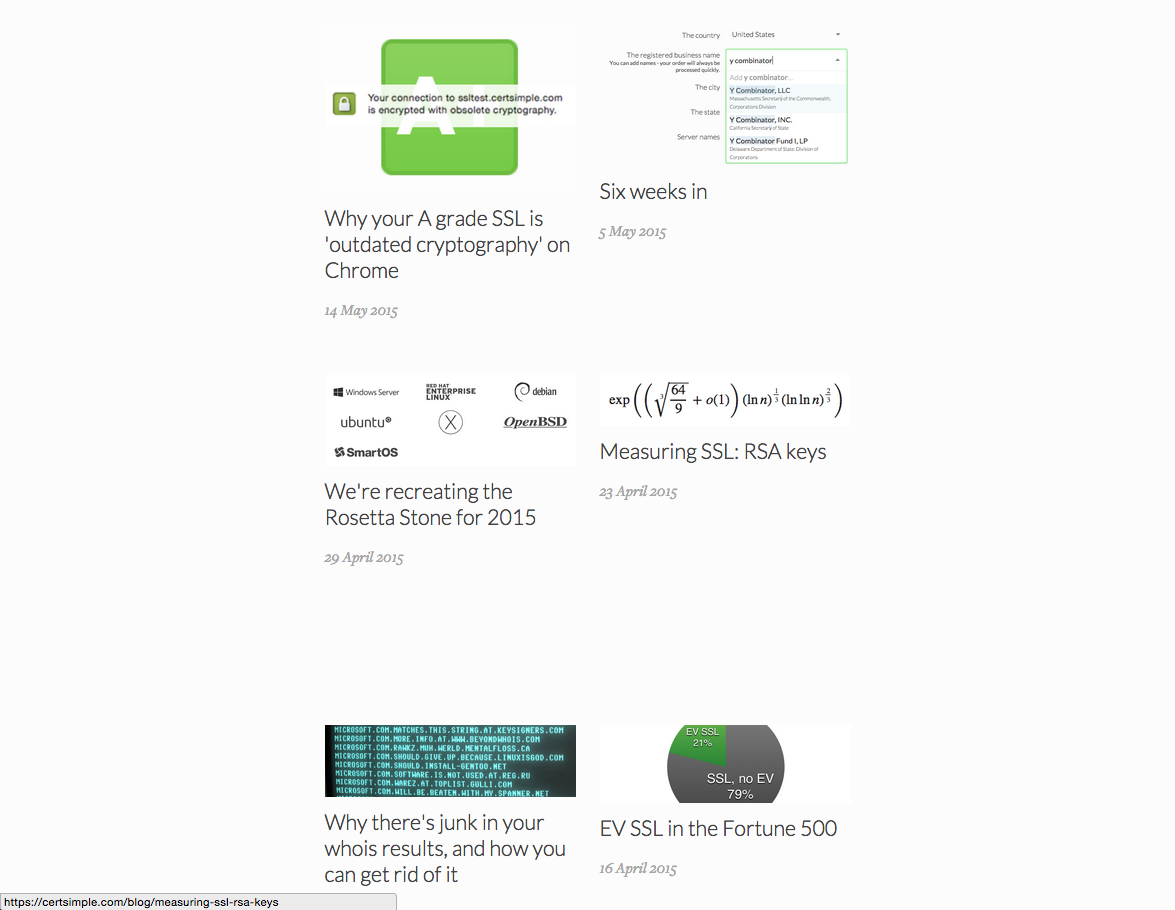 A+
Your connection to ssltest.certsimple.com
is encrypted with obsolete cryptography.
Why your A grade SSL is
'outdated cryptography' on
Chrome
14 May 2015
The country
United States
The registered business name
You can add names - your order will always be
processed quickly.
y combinator
Add y combinator...
The city
Y Combinator, LLC
Massachusetts Secretary of the Commonwealth,
Corporations Division
The state
Y Combinator, INC.
California Secretary of State
Server names
Y Combinator Fund I, LP
Delaware Department of State: Division of
Corporations
Six weeks in
5 May 2015
Windows Server
RED HAT
ENTERPRISE
LINUX
debian
ubuntu®
X
OpenBSD
SmartOS
We're recreating the
Rosetta Stone for 2015
29 April 2015
exp((∛(64/9) + o(1))(ln n)^(1/3)(ln ln n)^(2/3))
Measuring SSL: RSA keys
23 April 2015
MICROSOFT.COM.MATCHES.THIS.STRING.AT.KEYSIGNERS.COM
MICROSOFT.COM.MORE.INFO.AT.WWW.BEYONDWHOIS.COM
MICROSOFT.COM.RAWKZ.MUH.WERLD.MENTALFLOSS.CA
MICROSOFT.COM.SHOULD.GIVE.UP.BECAUSE.LINUXISGOD.COM
MICROSOFT.COM.SHOULD.INSTALL-GENTOO.NET
MICROSOFT.COM.SOFTWARE.IS.NOT.USED.AT.REG.RU
MICROSOFT.COM.WAREZ.AT.TOPLIST.GULLI.COM
MICROSOFT.COM.WILL.BE.BEATEN.WITH.MY.SPANNER.NET
Why there's junk in your
whois results, and how you
can get rid of it
EV SSL
21%
SSL, no EV
79%
EV SSL in the Fortune 500
16 April 2015
https://certsimple.com/blog/measuring-ssl-rsa-keys